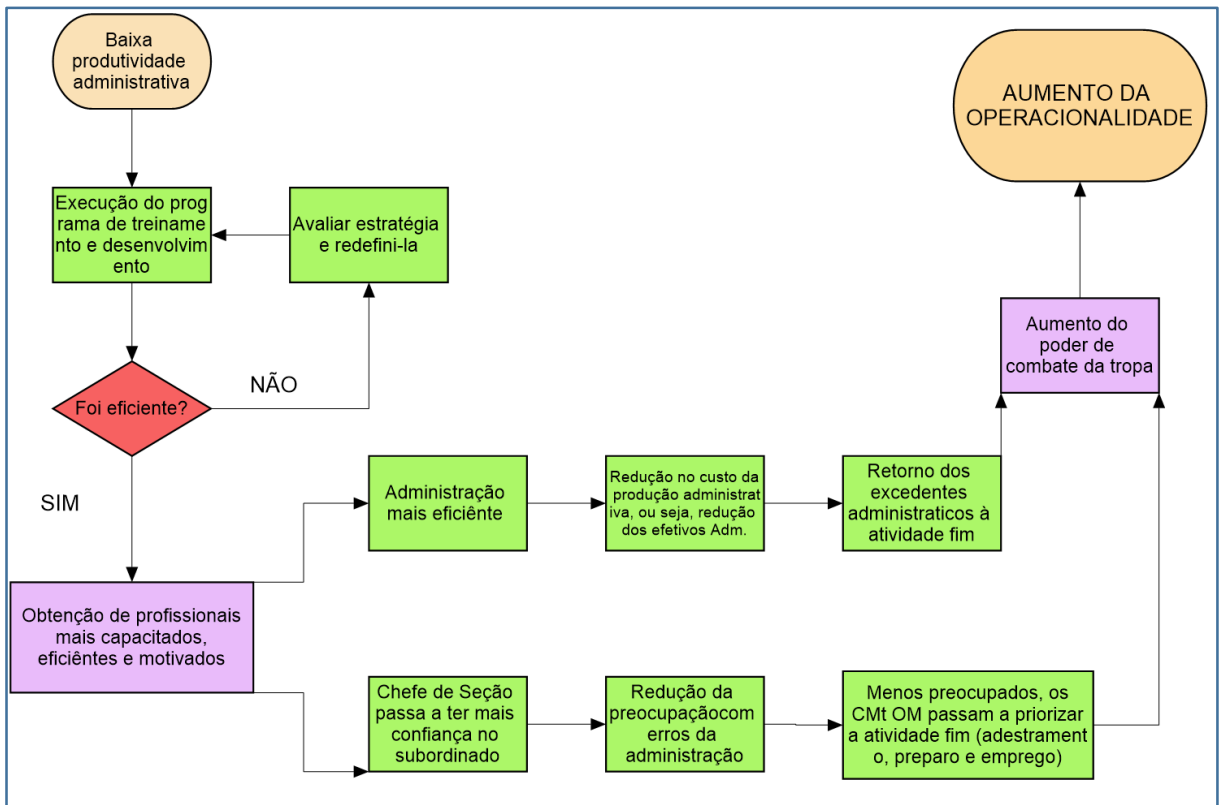 Baixa
produtividade
administrativa
AUMENTO DA
OPERACIONALIDADE
Execução do prog
rama de treiname
nto e desenvolvim
ento
Avaliar estratégia
e redefini-la
Aumento do
poder de
combate da tropa
NÃO
Foi eficiente?
SIM
Administração
mais eficiênte
Redução no custo da
produção administrat
iva, ou seja, redução
dos efetivos Adm.
Retorno dos
excedentes
administraticos à
atividade fim
Obtenção de profissionais
mais capacitados,
eficiêntes e motivados
Chefe de Seção
passa a ter mais
confiança no
subordinado
Redução da
preocupaçãocom
erros da
administração
Menos preocupados, os
CMt OM passam a priorizar
a atividade fim (adestrament
o, preparo e emprego)